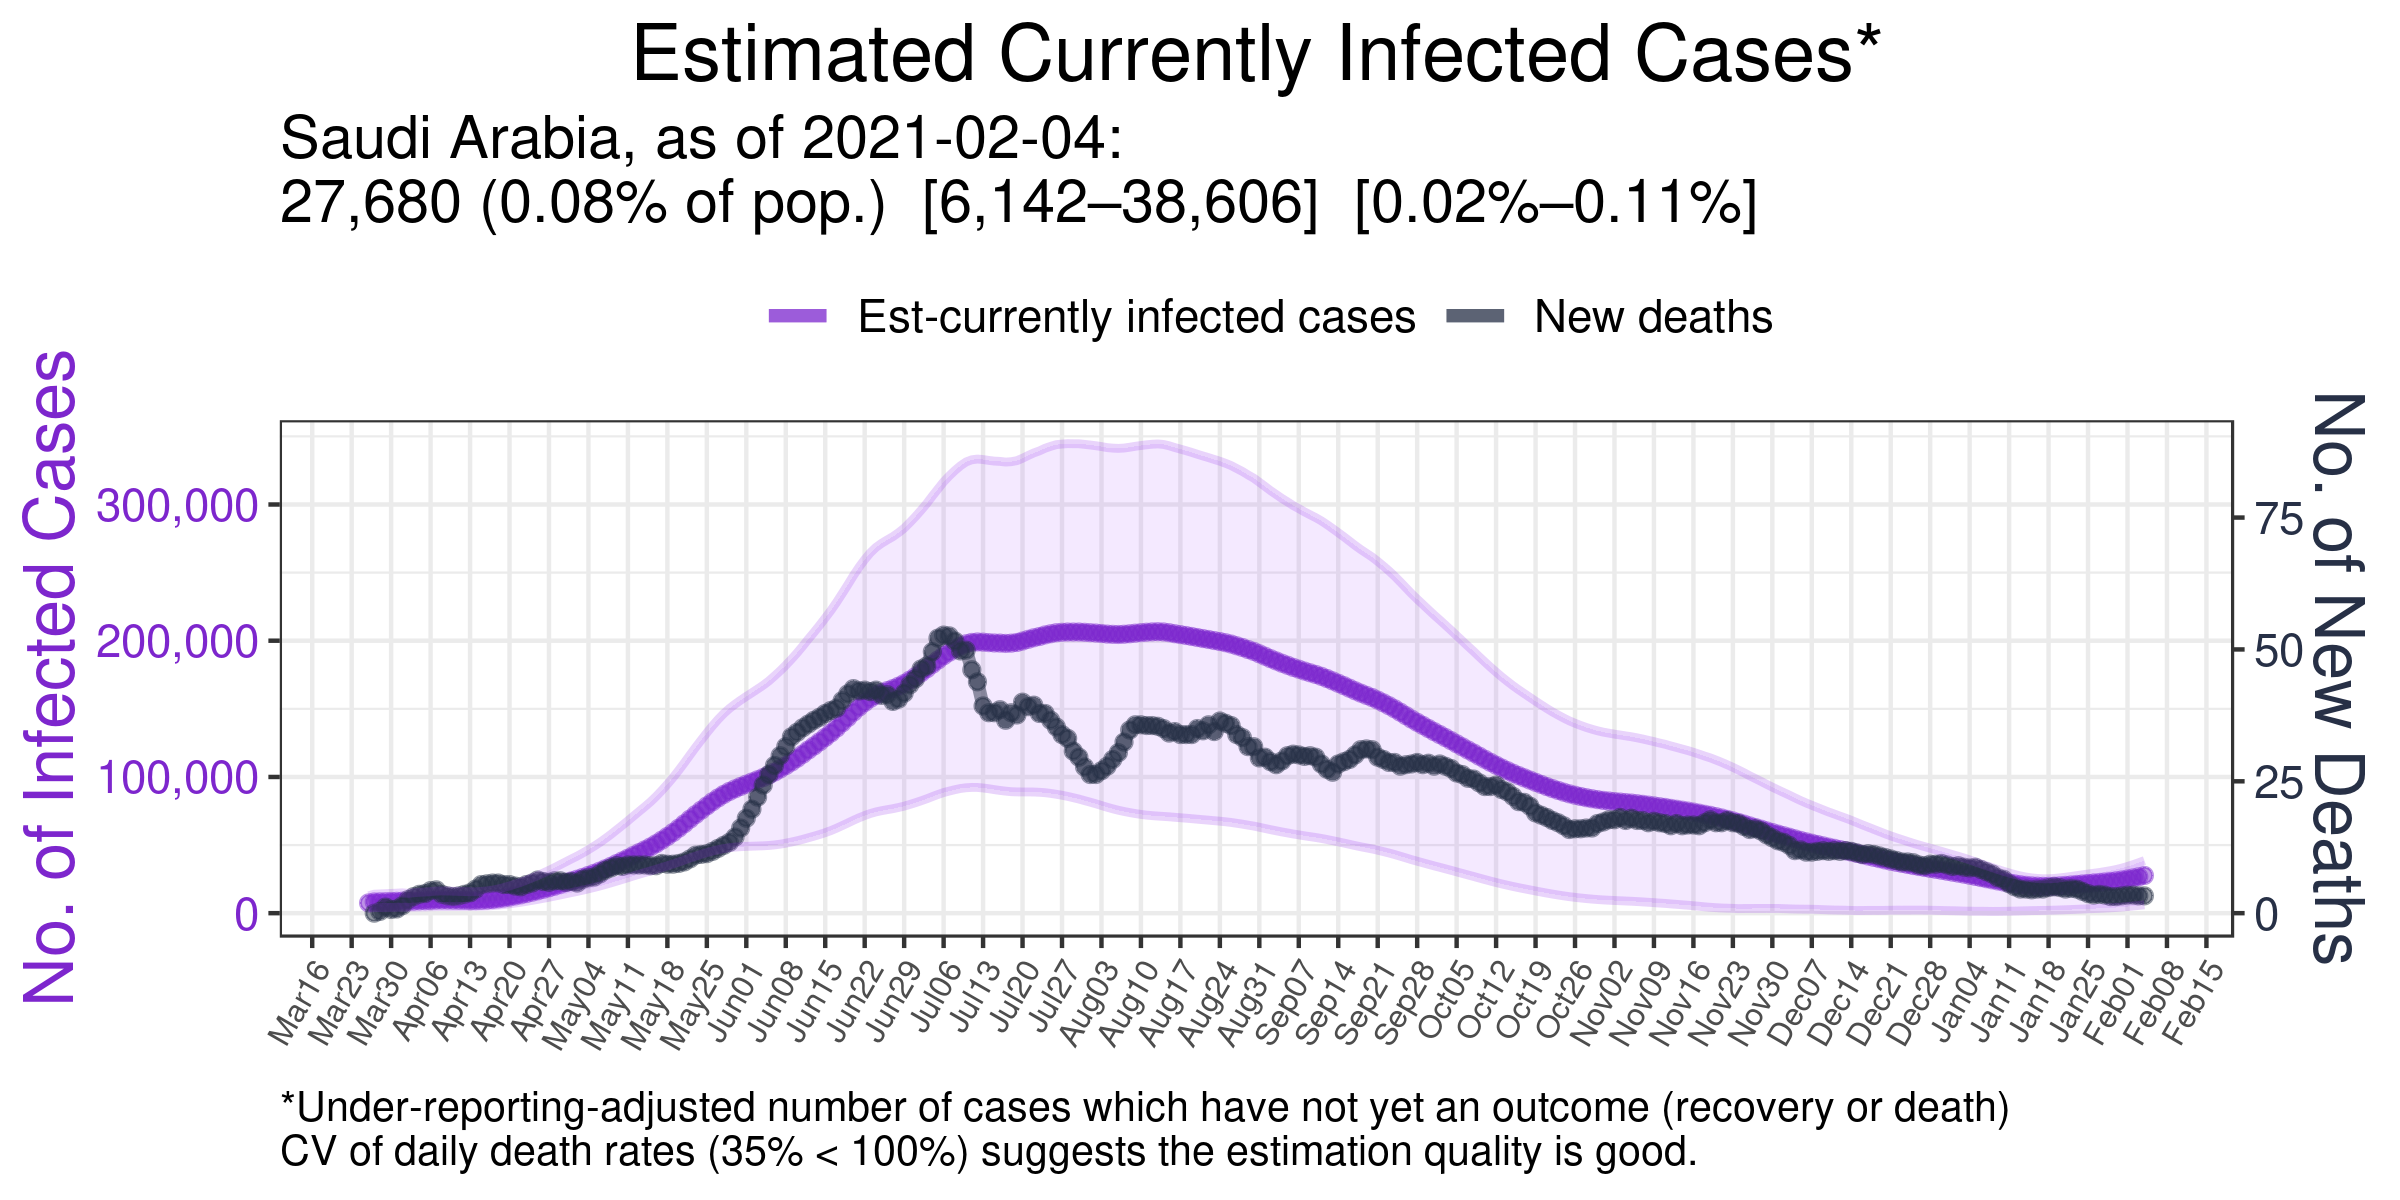 Estimated Currently Infected Cases*
Saudi Arabia, as of 2021-02-04:
27,680 (0.08% of pop.) [6,142–38,606] [0.02%–0.11%]
Est-currently infected cases
New deaths
No. of Infected Cases
300,000
200,000
100,000
0
No. of New Deaths
75
50
25
0
Mar16
Mar23
Mar30
Apr06
Apr13
Apr20
Apr27
May04
May11
May18
May25
Jun01
Jun08
Jun15
Jun22
Jun29
Jul06
Jul13
Jul20
Jul27
Aug03
Aug10
Aug17
Aug24
Aug31
Sep07
Sep14
Sep21
Sep28
Oct05
Oct12
Oct19
Oct26
Nov02
Nov09
Nov16
Nov23
Nov30
Dec07
Dec14
Dec21
Dec28
Jan04
Jan11
Jan18
Jan25
Feb01
Feb08
Feb15
*Under-reporting-adjusted number of cases which have not yet an outcome (recovery or death)
CV of daily death rates (35% < 100%) suggests the estimation quality is good.